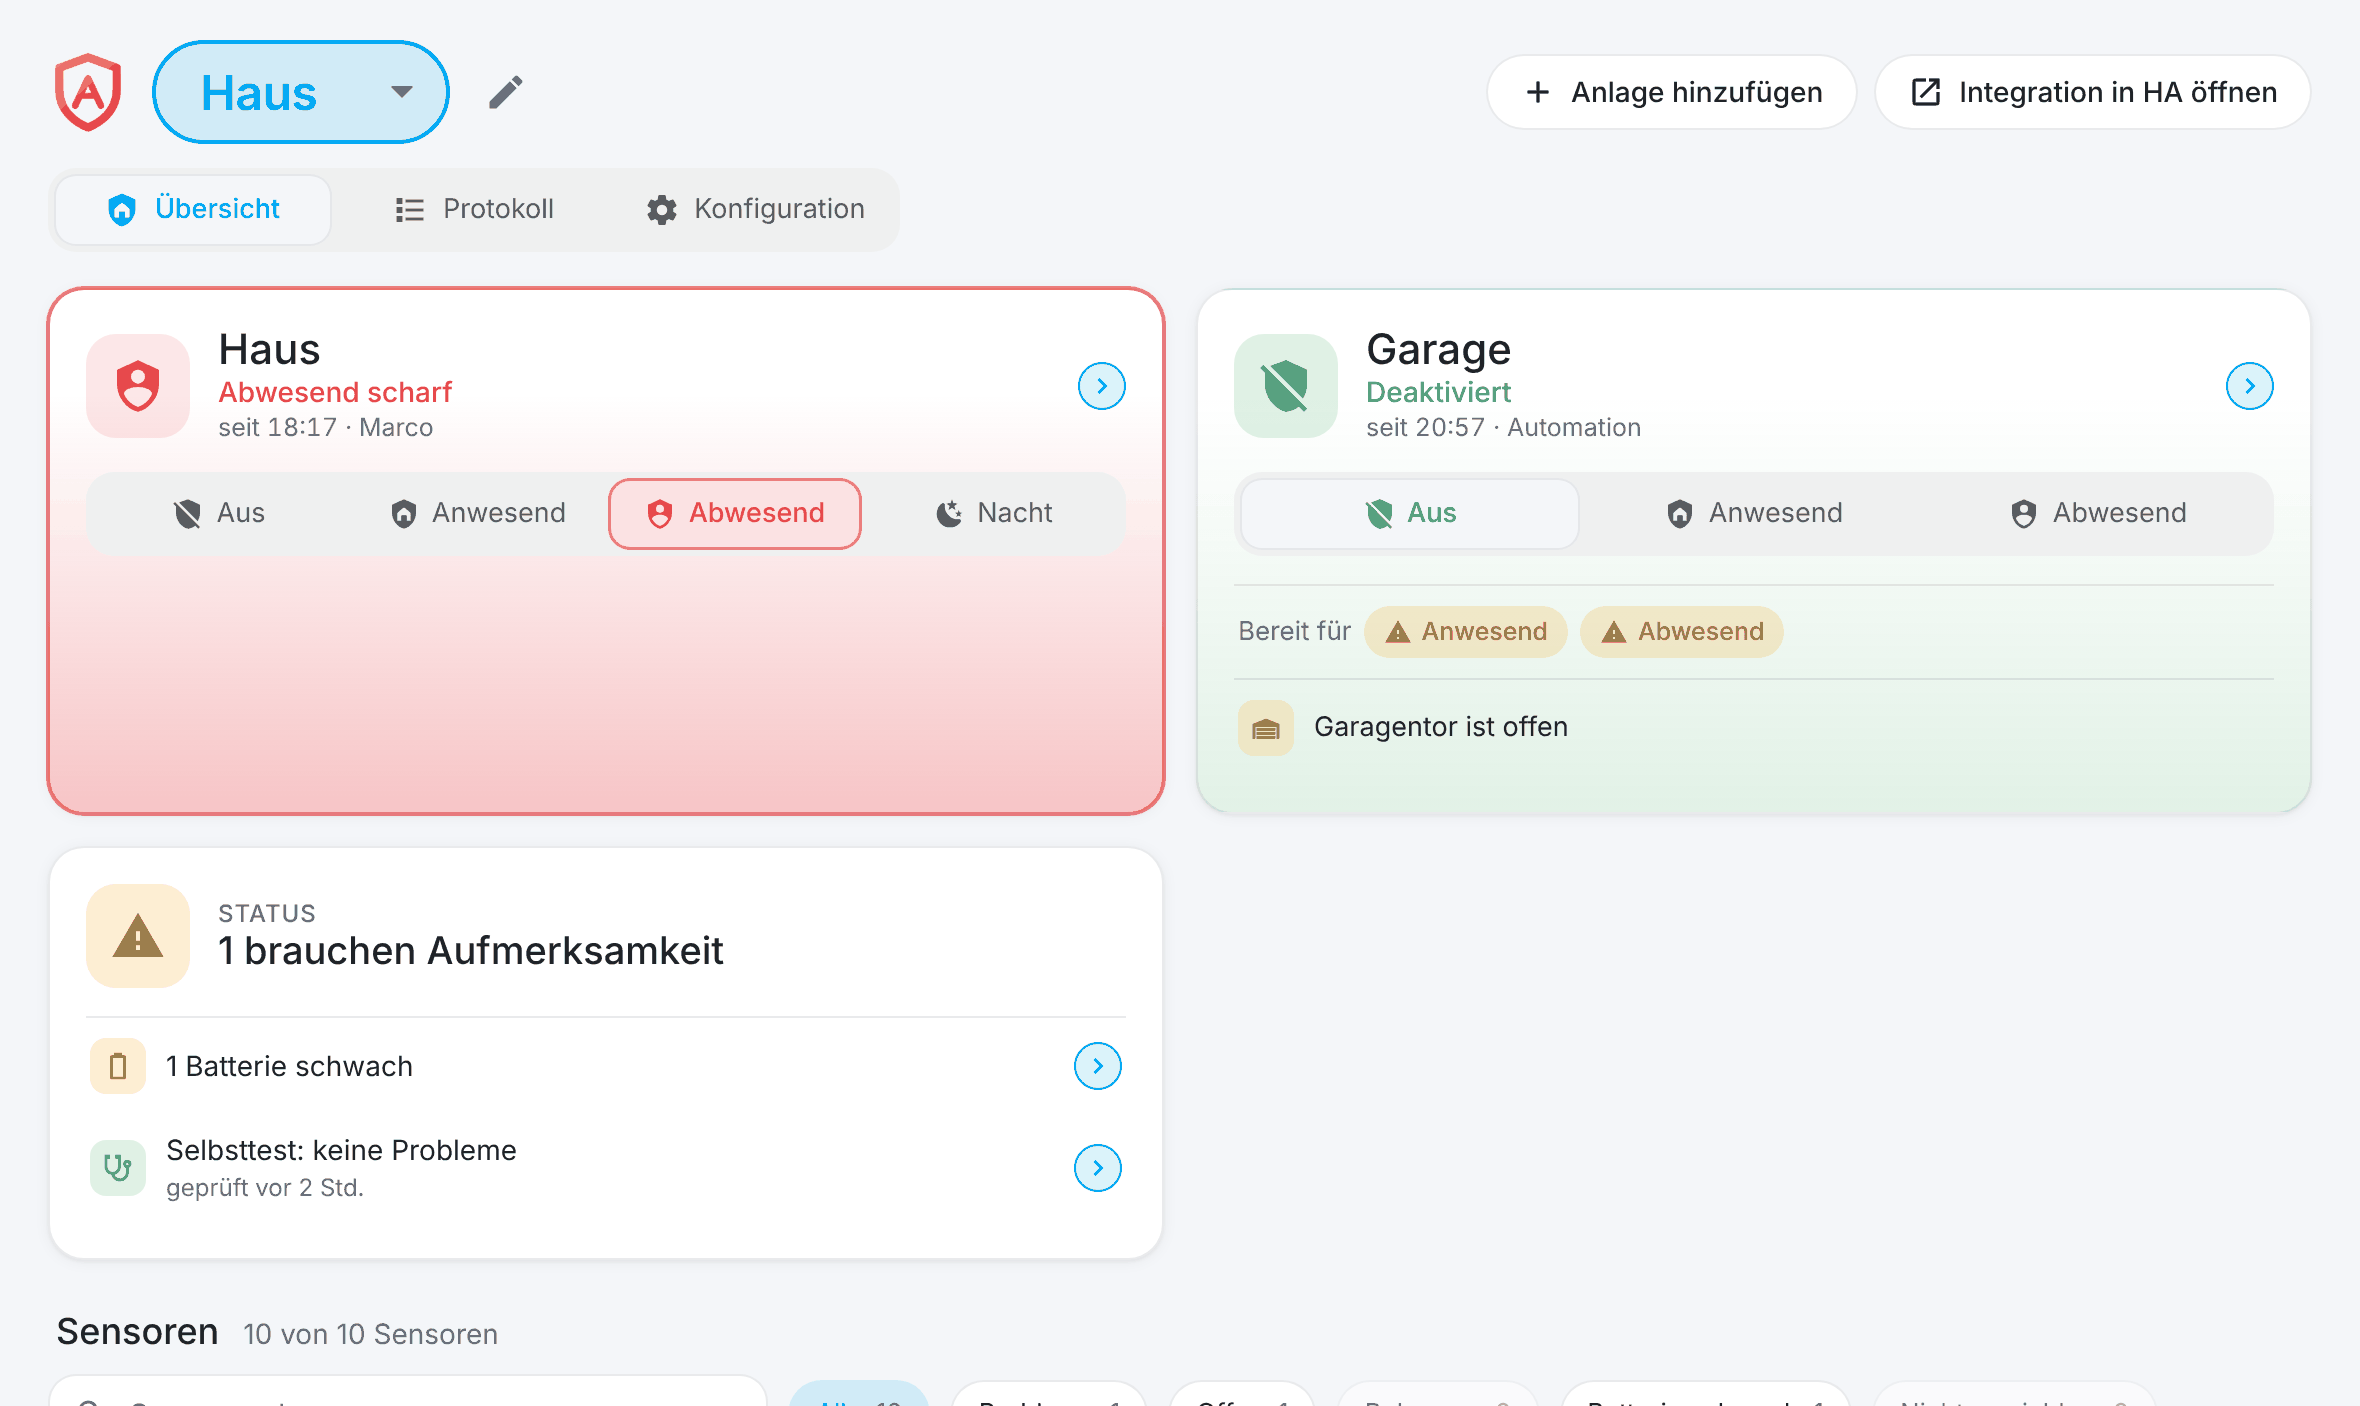 Haus
Anlage hinzufügen
Integration in HA öffnen
Übersicht
Protokoll
Konfiguration
Haus
Abwesend scharf
seit 18:17 · Marco
Aus
Anwesend
Abwesend
Nacht
Garage
Deaktiviert
seit 20:57 · Automation
Aus
Anwesend
Abwesend
Bereit für
Anwesend
Abwesend
Garagentor ist offen
STATUS
1 brauchen Aufmerksamkeit
1 Batterie schwach
Selbsttest: keine Probleme
geprüft vor 2 Std.
Sensoren
10 von 10 Sensoren